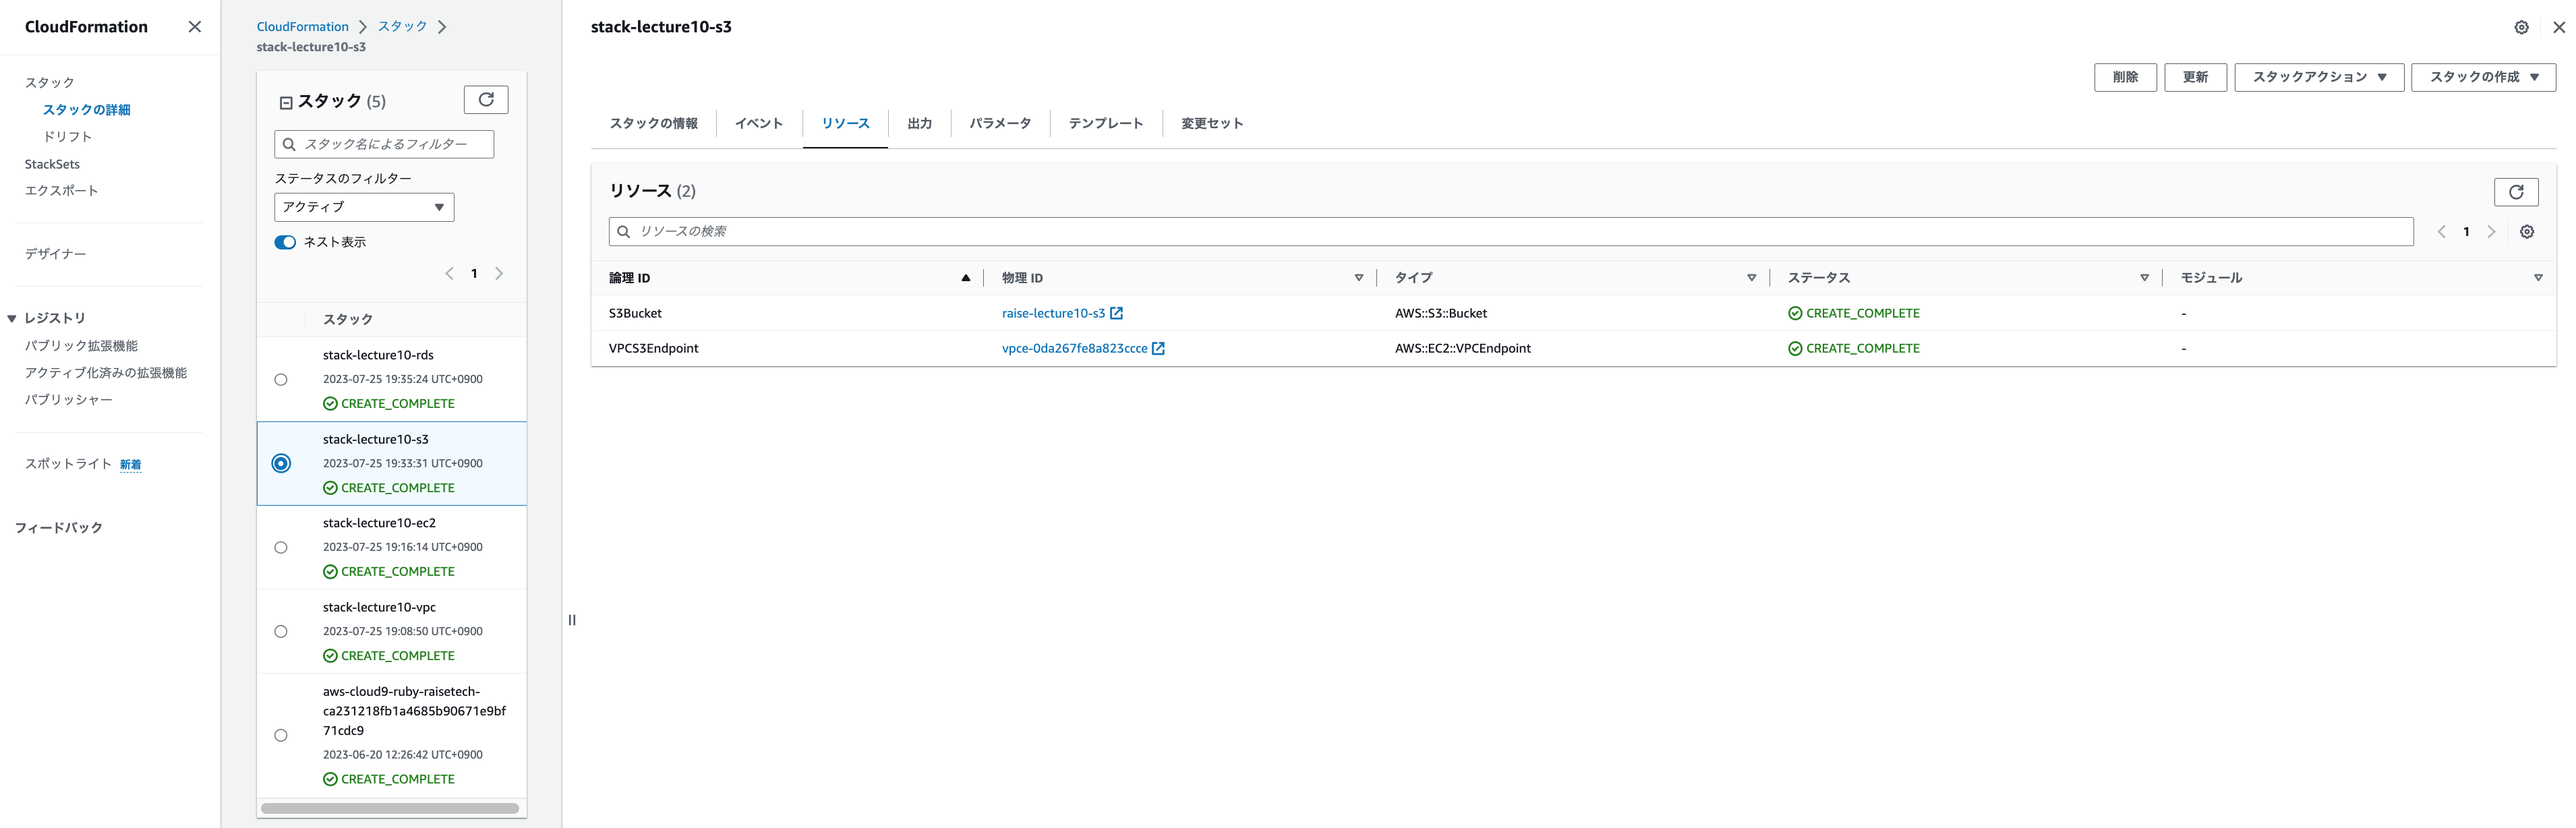 CloudFormation
スタック
スタックの詳細
ドリフト
StackSets
エクスポート
デザイナー
レジストリ
パブリック拡張機能
アクティブ化済みの拡張機能
パブリッシャー
スポットライト 新着
フィードバック
CloudFormation
スタック
stack-lecture10-s3
スタック (5)
スタック名によるフィルター
ステータスのフィルター
アクティブ
ネスト表示
1
スタック
stack-lecture10-rds
2023-07-25 19:35:24 UTC+0900
CREATE_COMPLETE
stack-lecture10-s3
2023-07-25 19:33:31 UTC+0900
CREATE_COMPLETE
stack-lecture10-ec2
2023-07-25 19:16:14 UTC+0900
CREATE_COMPLETE
stack-lecture10-vpc
2023-07-25 19:08:50 UTC+0900
CREATE_COMPLETE
aws-cloud9-ruby-raisetech-
ca231218fb1a4685b90671e9bf
71cdc9
2023-06-20 12:26:42 UTC+0900
CREATE_COMPLETE
stack-lecture10-s3
削除 更新 スタックアクション スタックの作成
スタックの情報 イベント リソース 出力 パラメータ テンプレート 変更セット
リソース (2)
リソースの検索
1
論理 ID 物理 ID タイプ ステータス モジュール
S3Bucket raise-lecture10-s3 AWS::S3::Bucket CREATE_COMPLETE -
VPCS3Endpoint vpce-0da267fe8a823ccce AWS::EC2::VPCEndpoint CREATE_COMPLETE -